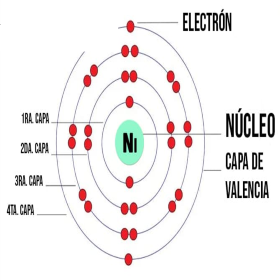 ELECTRÓN
1RA. CAPA
Ni
NÚCLEO
2DA. CAPA
CAPA DE
VALENCIA
3RA. CAPA
4TA. CAPA